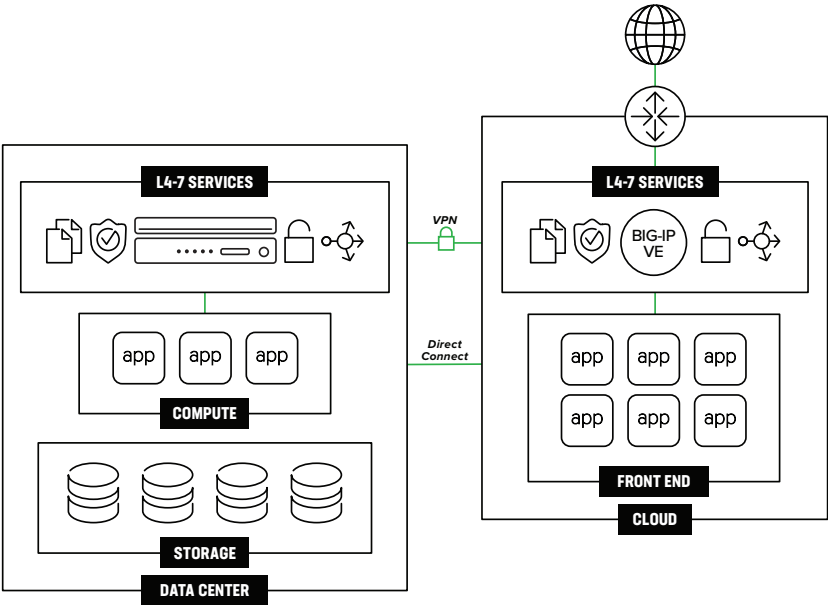 L4-7 SERVICES
app
app
app
COMPUTE
STORAGE
DATA CENTER
VPN
Direct
Connect
L4-7 SERVICES
BIG-IP
VE
app
app
app
app
app
app
FRONT END
CLOUD